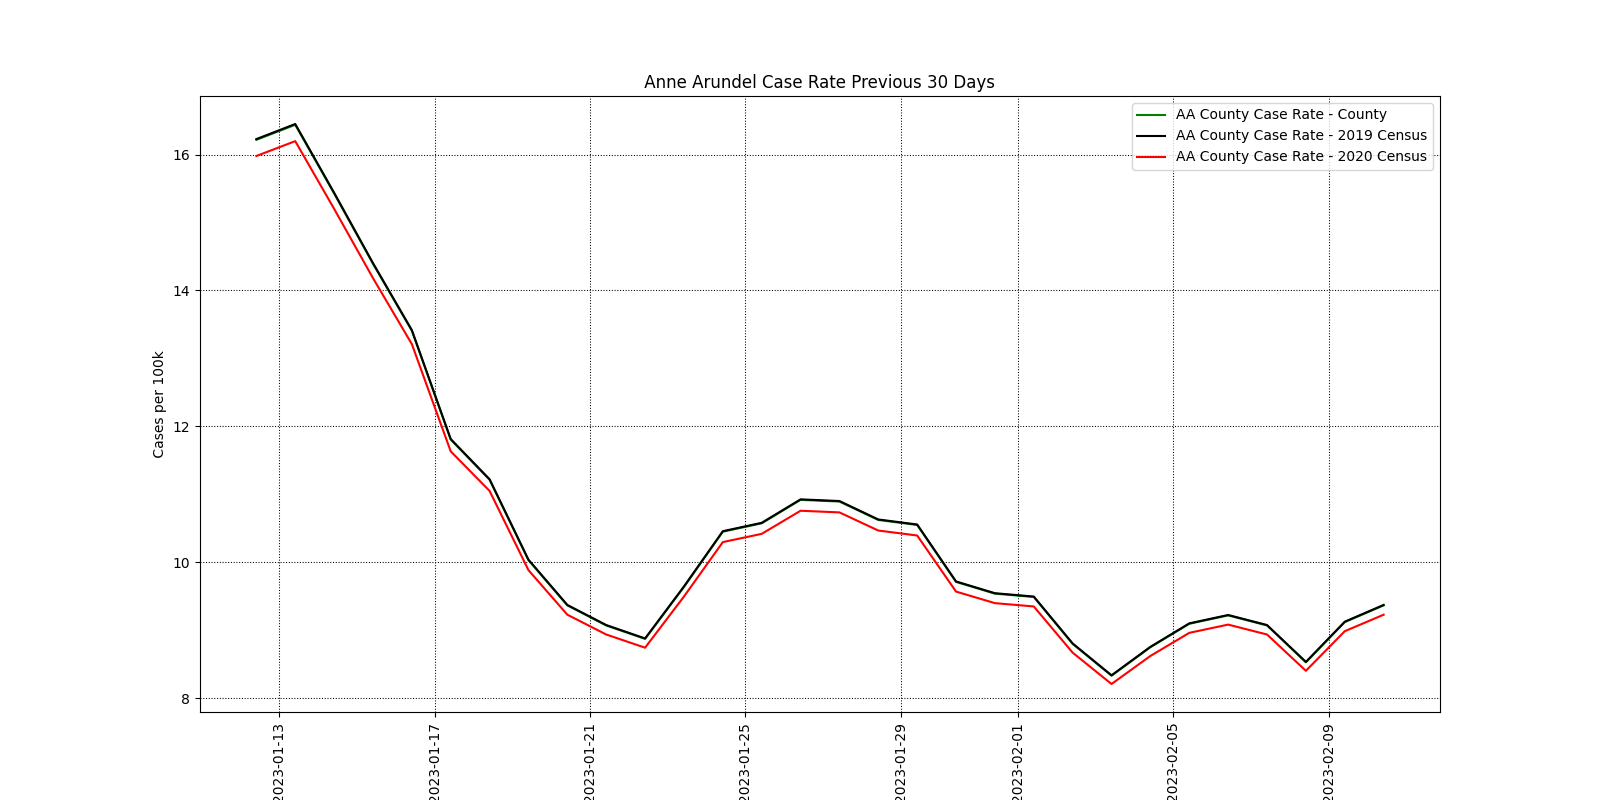 Anne Arundel Case Rate Previous 30 Days
AA County Case Rate - County
AA County Case Rate - 2019 Census
AA County Case Rate - 2020 Census
Cases per 100k
16
14
12
10
8
2023-01-13
2023-01-17
2023-01-21
2023-01-25
2023-01-29
2023-02-01
2023-02-05
2023-02-09